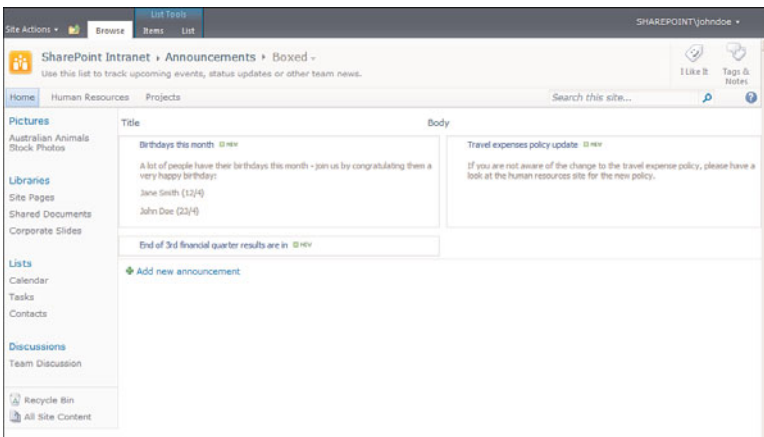 List Tools
Site Actions Browse Items List SHAREPOINT\johndoe
SharePoint Intranet Announcements Boxed
Use this list to track upcoming events, status updates or other team news.
I Like It Tags & Notes
Home Human Resources Projects Search this site...
Pictures
Australian Animals
Stock Photos
Libraries
Site Pages
Shared Documents
Corporate Slides
Lists
Calendar
Tasks
Contacts
Discussions
Team Discussion
Recycle Bin
All Site Content
Title Body
Birthdays this month NEW
A lot of people have their birthdays this month - join us by congratulating them a
very happy birthday:
Jane Smith (12/4)
John Doe (23/4)
Travel expenses policy update NEW
If you are not aware of the change to the travel expense policy, please have a
look at the human resources site for the new policy.
End of 3rd financial quarter results are in NEW
Add new announcement